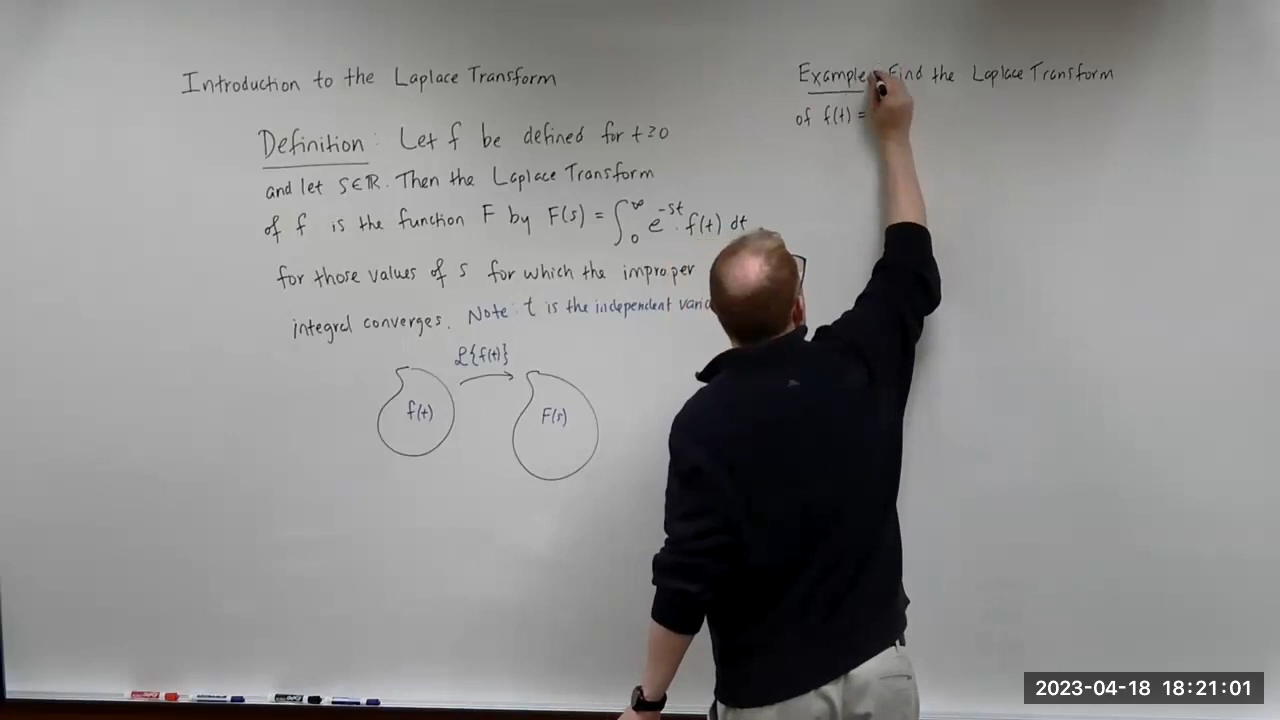 Introduction to the Laplace Transform
Definition: Let f be defined for t≥0
and let s∈ℝ. Then the Laplace Transform
of f is the function F by F(s) = ∫₀^∞ e^{-st}·f(t) dt
for those values of s for which the improper
integral converges. Note: t is the independent
ℒ{f(t)}
f(t)
F(s)
Example: Find the Laplace Transform
of f(t) =
2023-04-18 18:21:01